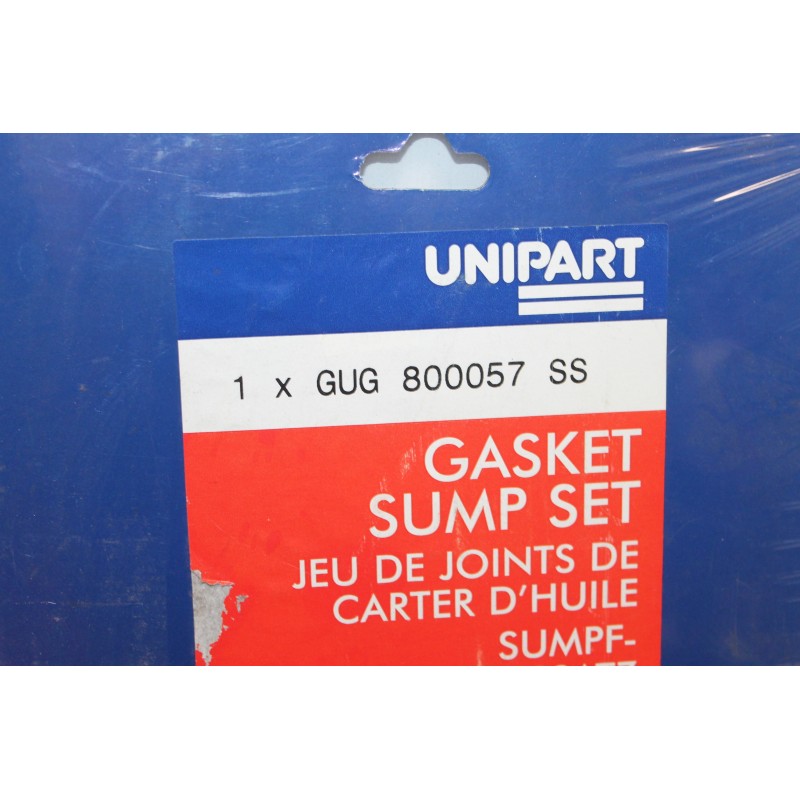 UNIPART
1 x GUG 800057 SS
GASKET
SUMP SET
JEU DE JOINTS DE
CARTER D'HUILE
SUMPF-